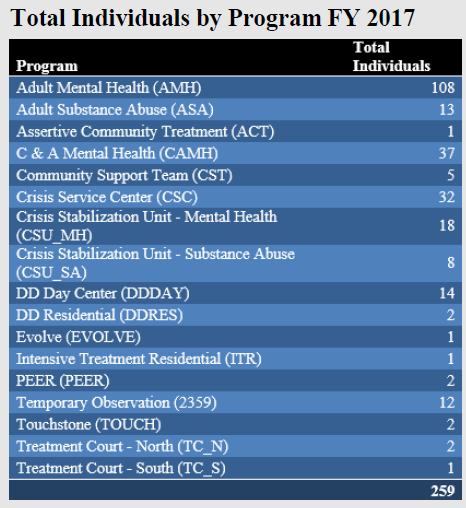 Total Individuals by Program FY 2017
Total
Program Individuals
Adult Mental Health (AMH) 108
Adult Substance Abuse (ASA) 13
Assertive Community Treatment (ACT) 1
C & A Mental Health (CAMH) 37
Community Support Team (CST) 5
Crisis Service Center (CSC) 32
Crisis Stabilization Unit - Mental Health
(CSU_MH) 18
Crisis Stabilization Unit - Substance Abuse
(CSU_SA) 8
DD Day Center (DDDAY) 14
DD Residential (DDRES) 2
Evolve (EVOLVE) 1
Intensive Treatment Residential (ITR) 1
PEER (PEER) 2
Temporary Observation (2359) 12
Touchstone (TOUCH) 2
Treatment Court - North (TC_N) 2
Treatment Court - South (TC_S) 1
259